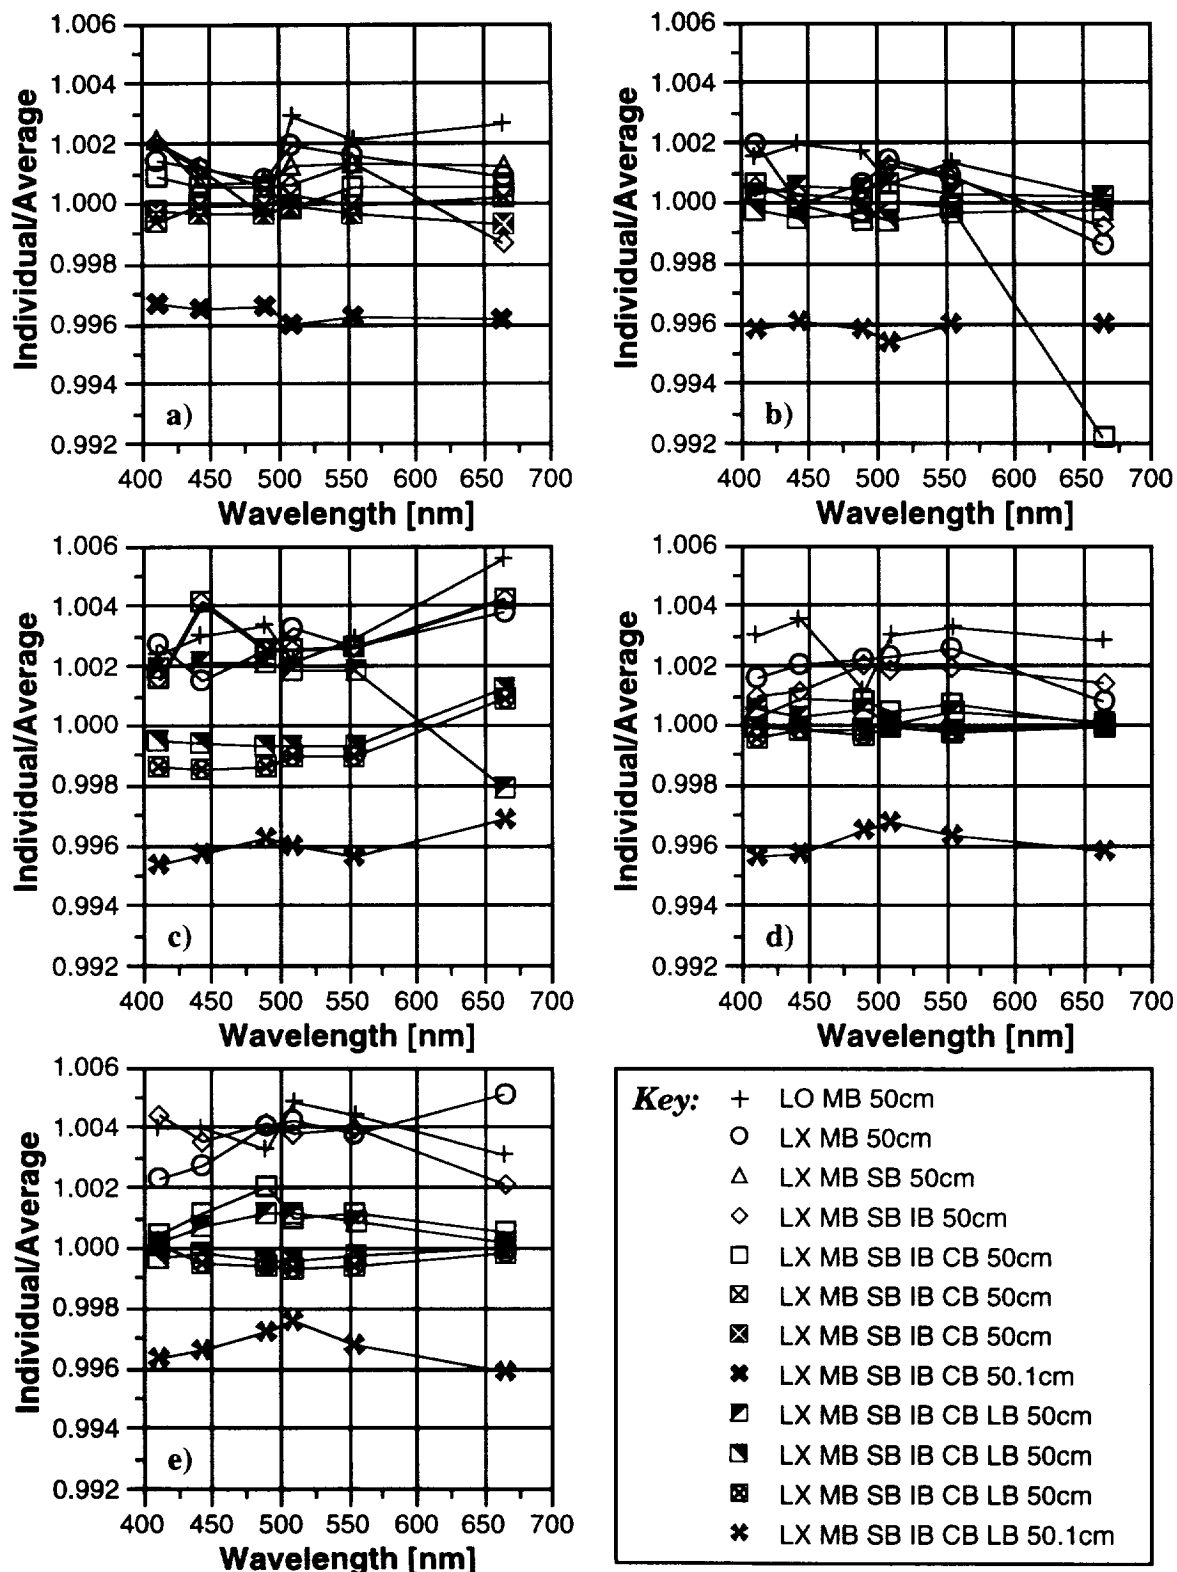 1.006
1.004
1.002
1.000
0.998
0.996
0.994
0.992
Individual/Average
a)
400 450 500 550 600 650 700
Wavelength [nm]
1.006
1.004
1.002
1.000
0.998
0.996
0.994
0.992
Individual/Average
b)
400 450 500 550 600 650 700
Wavelength [nm]
1.006
1.004
1.002
1.000
0.998
0.996
0.994
0.992
Individual/Average
c)
400 450 500 550 600 650 700
Wavelength [nm]
1.006
1.004
1.002
1.000
0.998
0.996
0.994
0.992
Individual/Average
d)
400 450 500 550 600 650 700
Wavelength [nm]
1.006
1.004
1.002
1.000
0.998
0.996
0.994
0.992
Individual/Average
e)
400 450 500 550 600 650 700
Wavelength [nm]
Key:
LO MB 50cm
LX MB 50cm
LX MB SB 50cm
LX MB SB IB 50cm
LX MB SB IB CB 50cm
LX MB SB IB CB 50cm
LX MB SB IB CB 50cm
LX MB SB IB CB 50.1cm
LX MB SB IB CB LB 50cm
LX MB SB IB CB LB 50cm
LX MB SB IB CB LB 50cm
LX MB SB IB CB LB 50.1cm